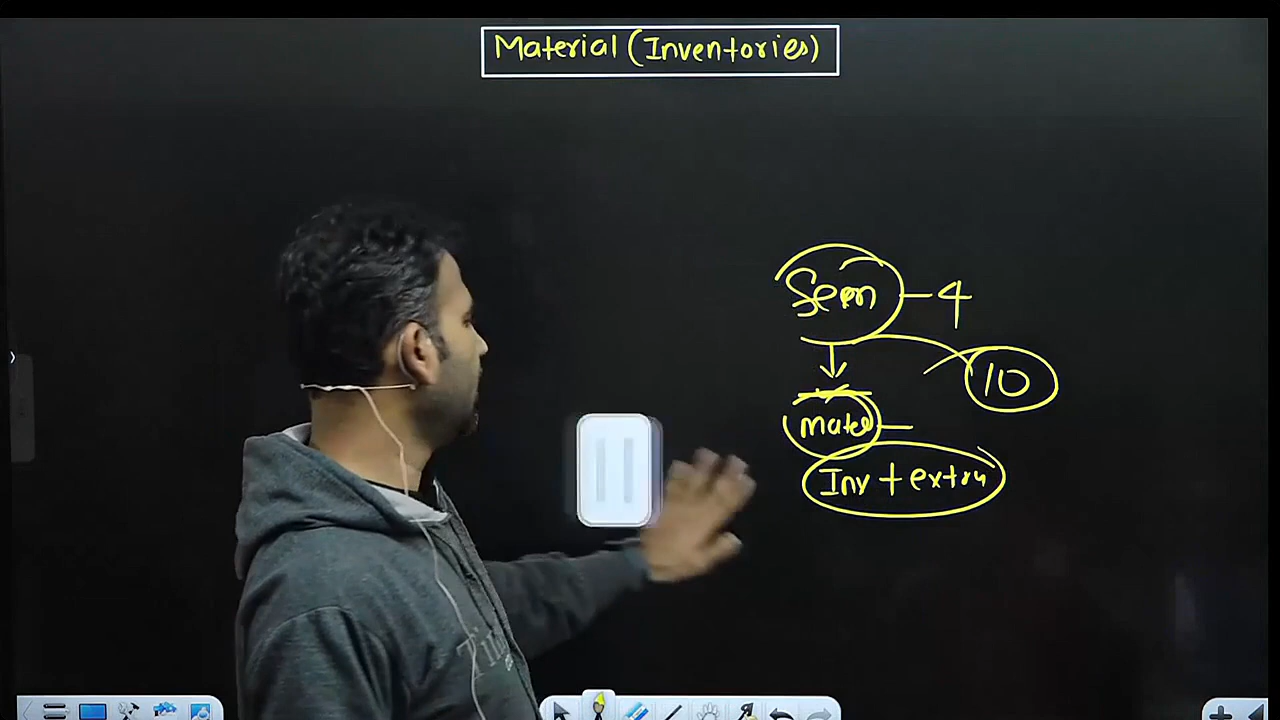 Material (Inventories)
Sem - 4
10
mate -
Inv + extra